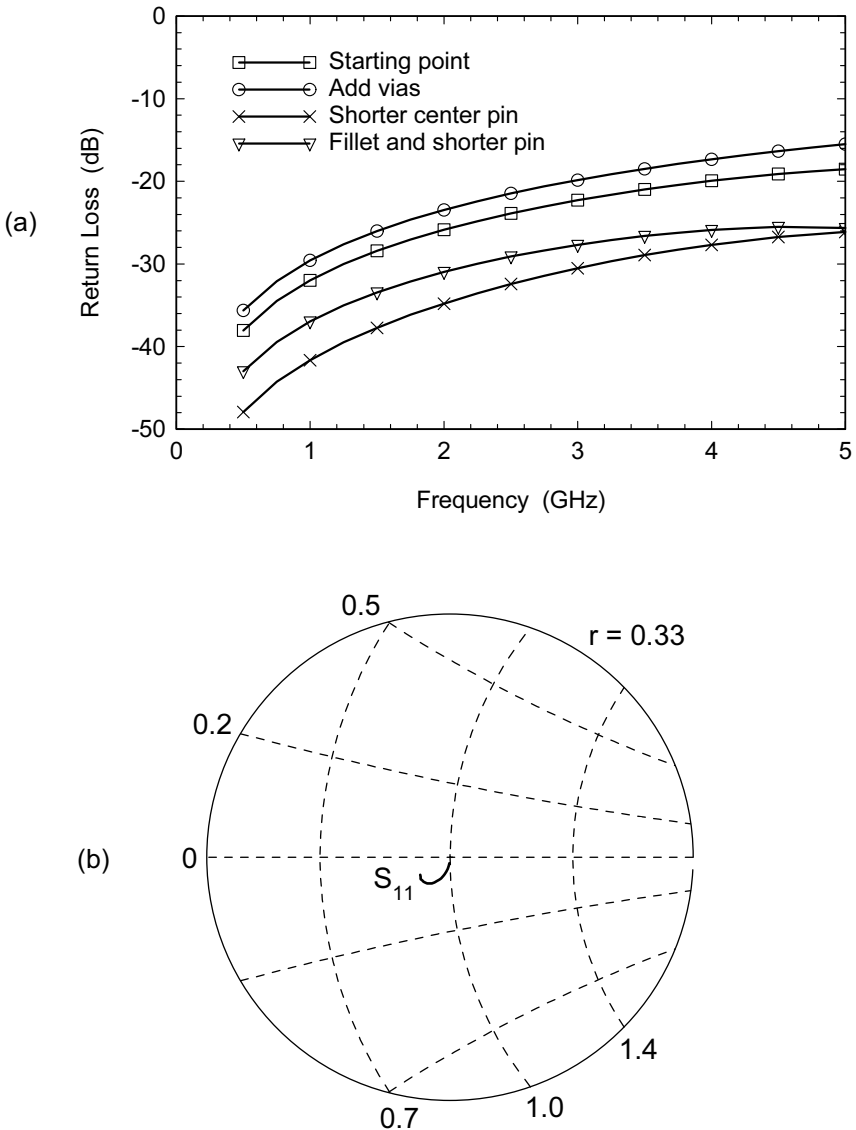 (a)
Return Loss (dB)
0
-10
-20
-30
-40
-50
Starting point
Add vias
Shorter center pin
Fillet and shorter pin
0 1 2 3 4 5
Frequency (GHz)
(b)
0.5
r = 0.33
0.2
0
S11
1.4
1.0
0.7